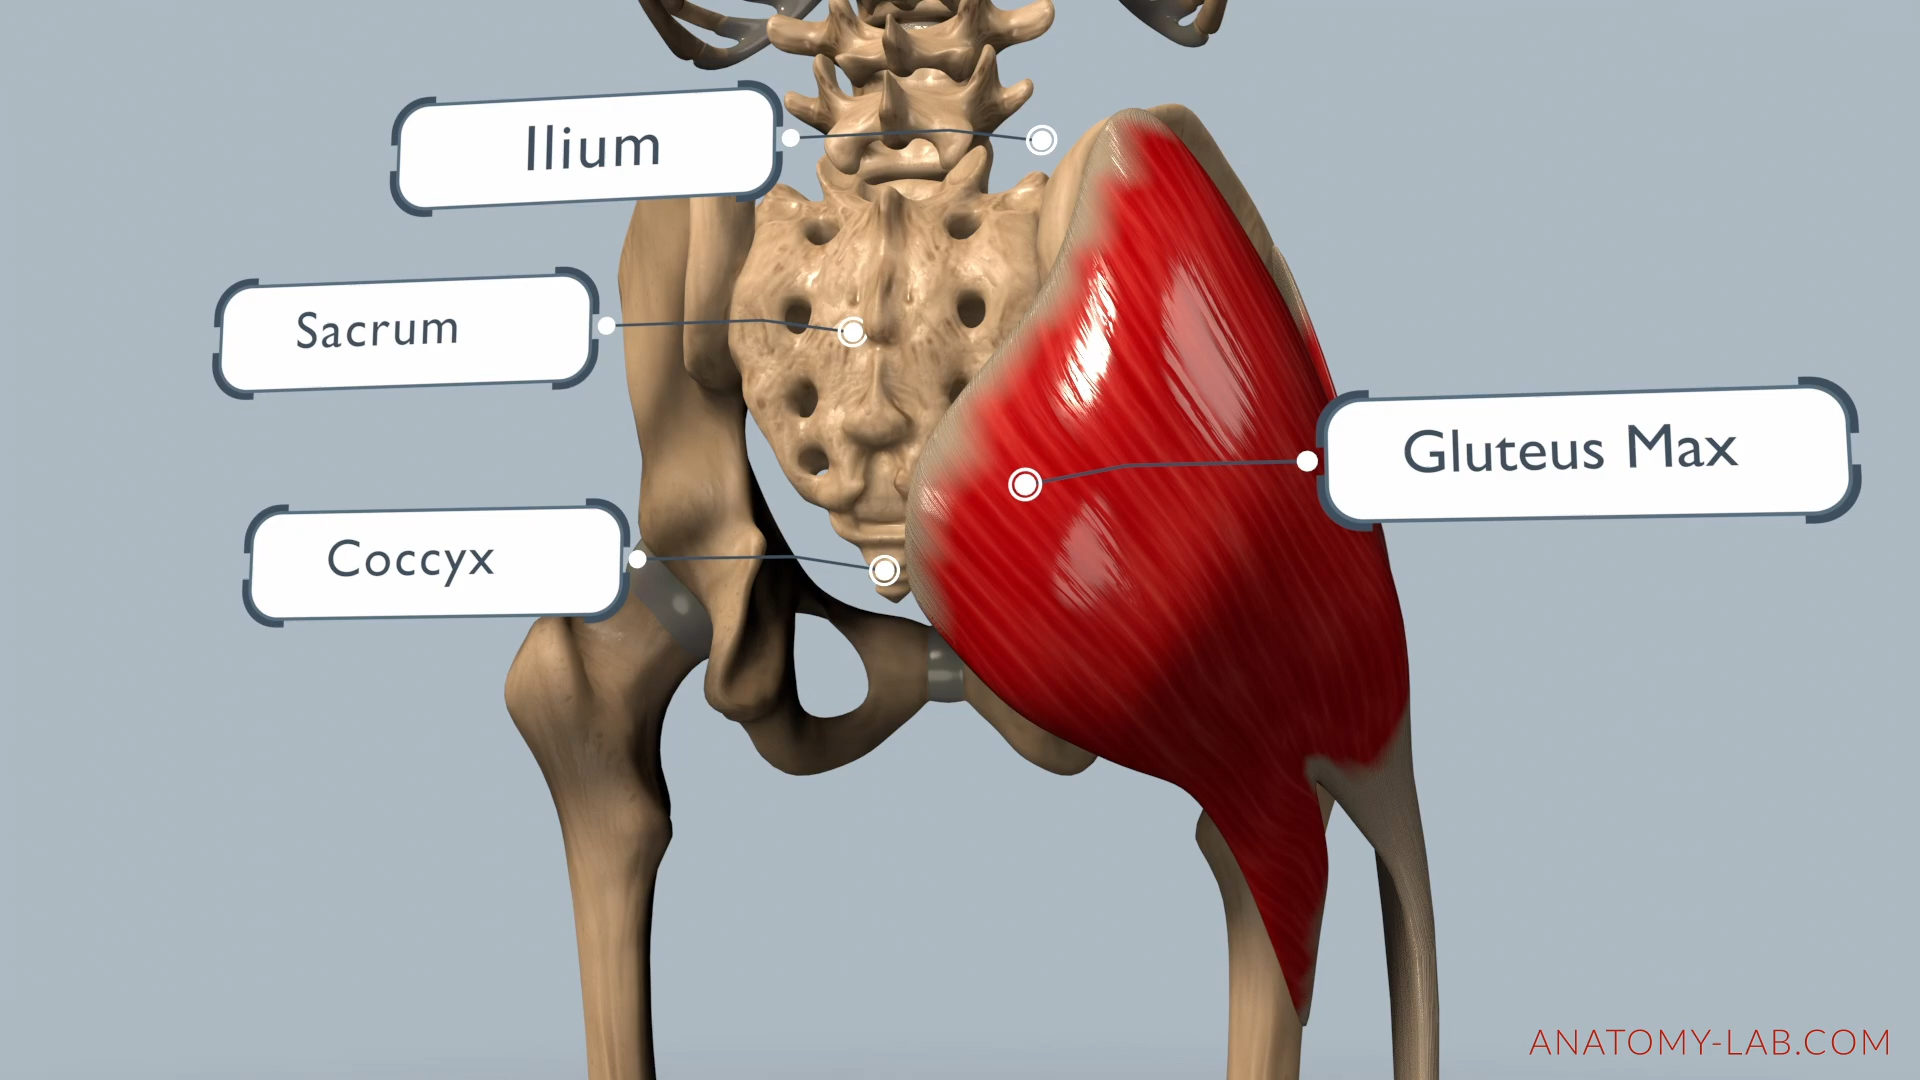 Ilium
Sacrum
Gluteus Max
Coccyx
ANATOMY-LAB.COM